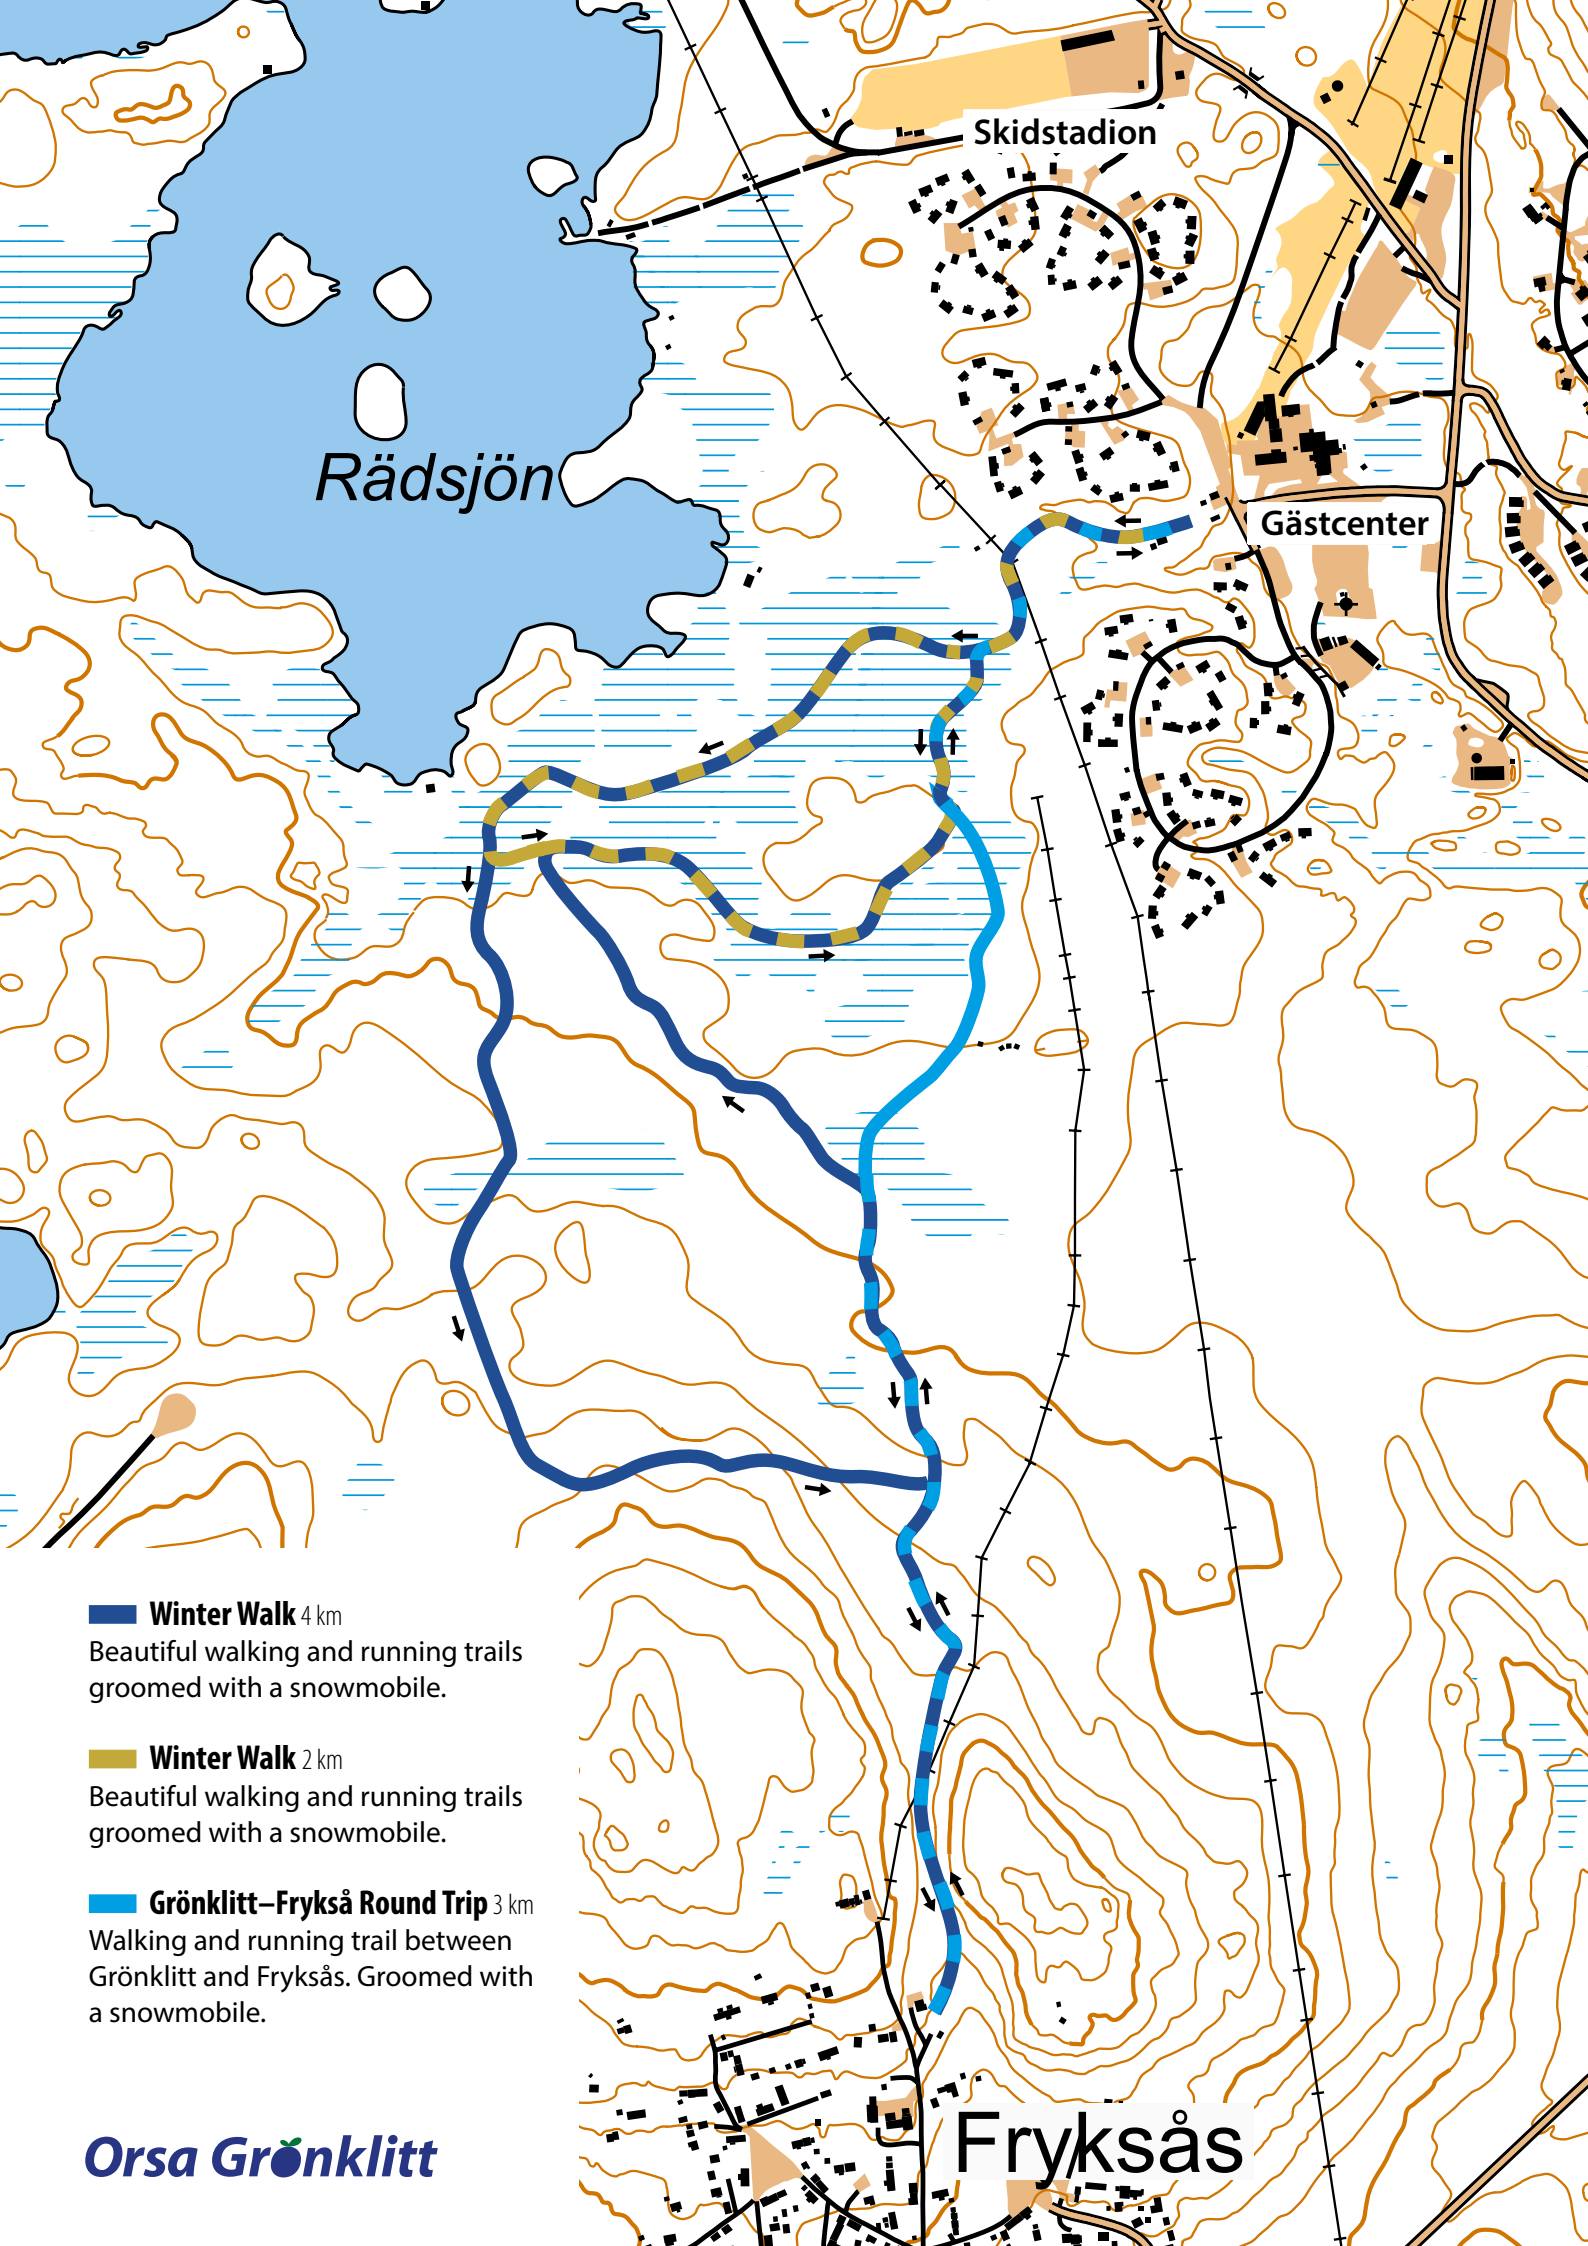 Skidstadion
Rädsjön
Gästcenter
Winter Walk 4 km
Beautiful walking and running trails
groomed with a snowmobile.
Winter Walk 2 km
Beautiful walking and running trails
groomed with a snowmobile.
Grönklitt–Frykså Round Trip 3 km
Walking and running trail between
Grönklitt and Fryksås. Groomed with
a snowmobile.
Orsa Grönklitt
Fryksås